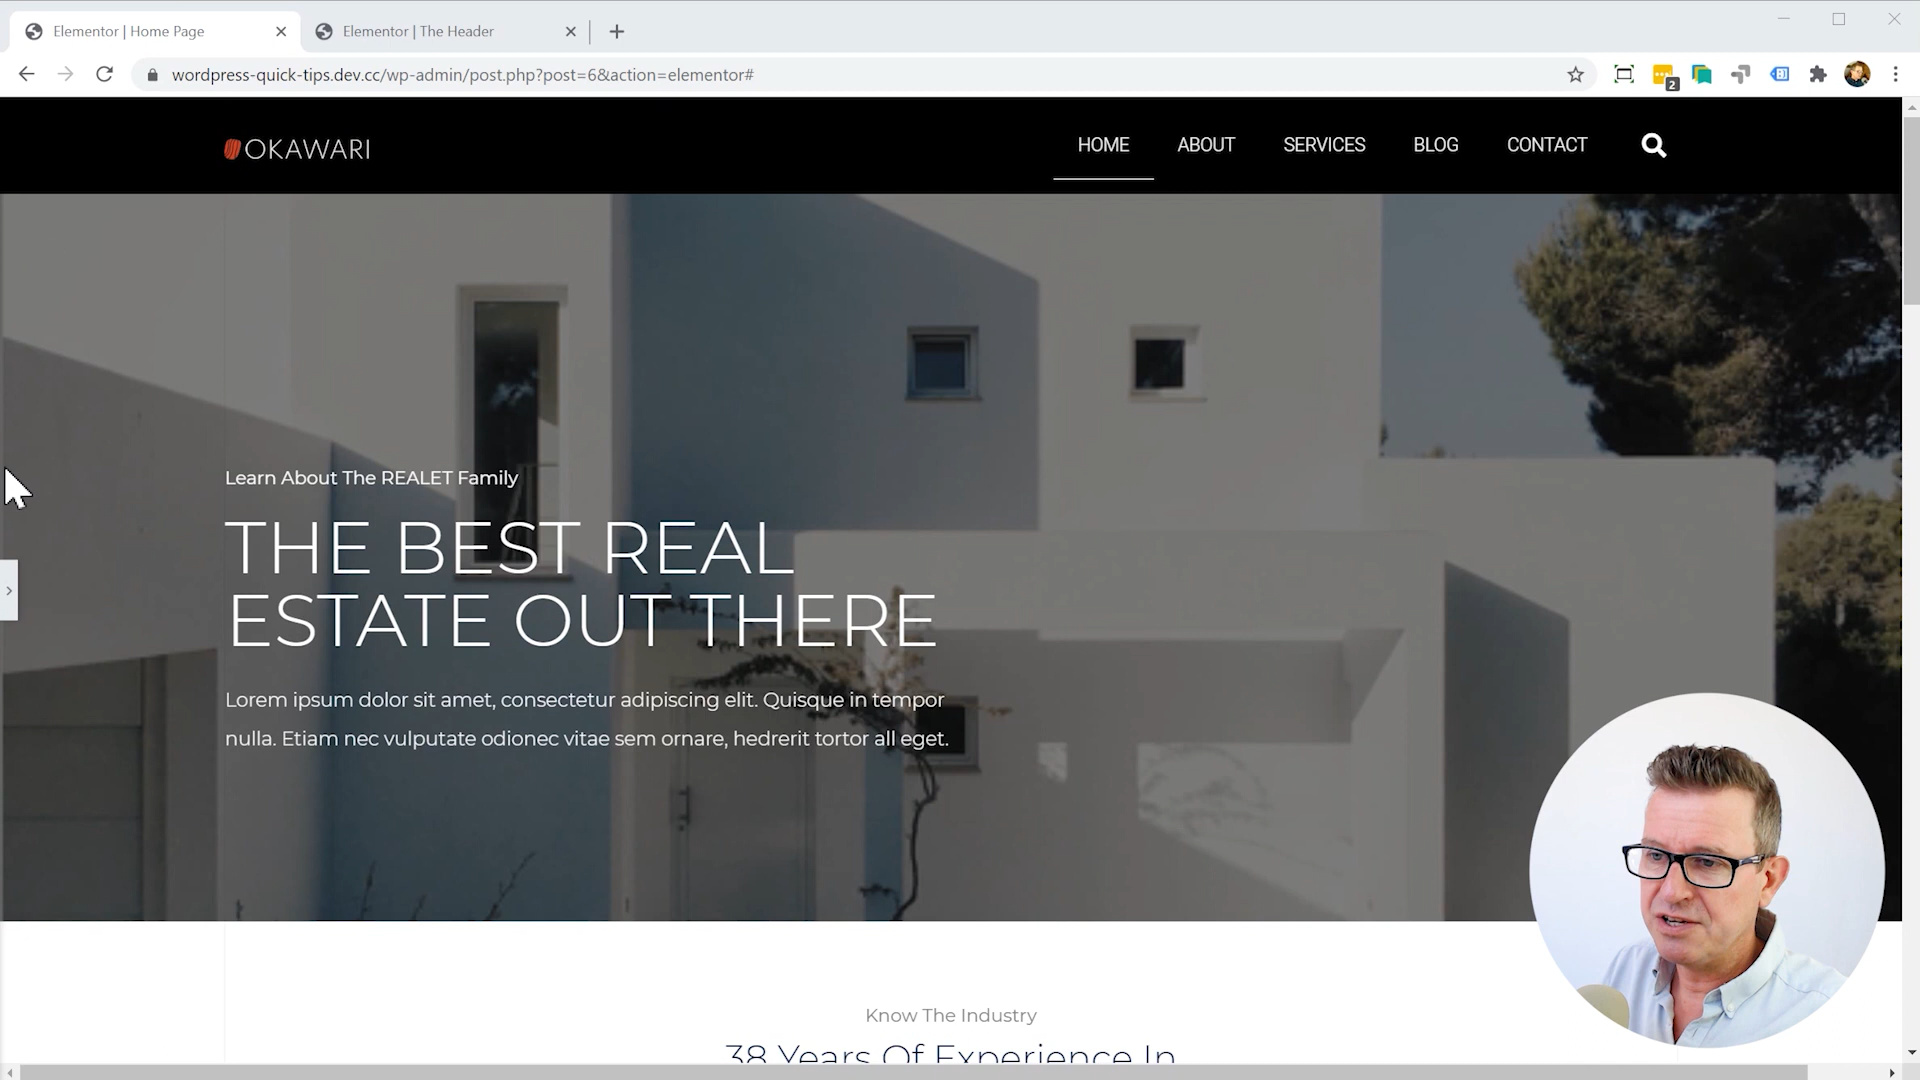 Elementor | Home Page
Elementor | The Header
wordpress-quick-tips.dev.cc/wp-admin/post.php?post=6&action=elementor#
2
OKAWARI
HOME ABOUT SERVICES BLOG CONTACT
Learn About The REALET Family
THE BEST REAL
ESTATE OUT THERE
Lorem ipsum dolor sit amet, consectetur adipiscing elit. Quisque in tempor
nulla. Etiam nec vulputate odionec vitae sem ornare, hedrerit tortor all eget.
Know The Industry
38 Years Of Experience In